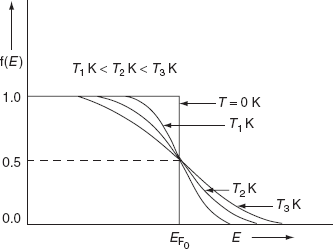 f(E)
T₁ K < T₂ K < T₃ K
1.0
T = 0 K
T₁ K
0.5
T₂ K
T₃ K
0.0
E_F₀
E